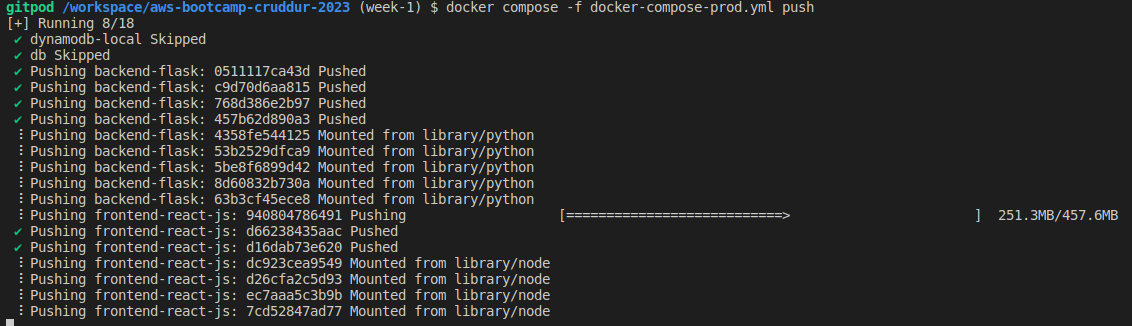 gitpod /workspace/aws-bootcamp-cruddur-2023 (week-1) $ docker compose -f docker-compose-prod.yml push
[+] Running 8/18
✔ dynamodb-local Skipped
✔ db Skipped
✔ Pushing backend-flask: 0511117ca43d Pushed
✔ Pushing backend-flask: c9d70d6aa815 Pushed
✔ Pushing backend-flask: 768d386e2b97 Pushed
✔ Pushing backend-flask: 457b62d890a3 Pushed
⠸ Pushing backend-flask: 4358fe544125 Mounted from library/python
⠸ Pushing backend-flask: 53b2529dfca9 Mounted from library/python
⠸ Pushing backend-flask: 5be8f6899d42 Mounted from library/python
⠸ Pushing backend-flask: 8d60832b730a Mounted from library/python
⠸ Pushing backend-flask: 63b3cf45ece8 Mounted from library/python
⠸ Pushing frontend-react-js: 940804786491 Pushing [===========================> ] 251.3MB/457.6MB
✔ Pushing frontend-react-js: d66238435aac Pushed
✔ Pushing frontend-react-js: d16dab73e620 Pushed
⠸ Pushing frontend-react-js: dc923cea9549 Mounted from library/node
⠸ Pushing frontend-react-js: d26cfa2c5d93 Mounted from library/node
⠸ Pushing frontend-react-js: ec7aaa5c3b9b Mounted from library/node
⠸ Pushing frontend-react-js: 7cd52847ad77 Mounted from library/node